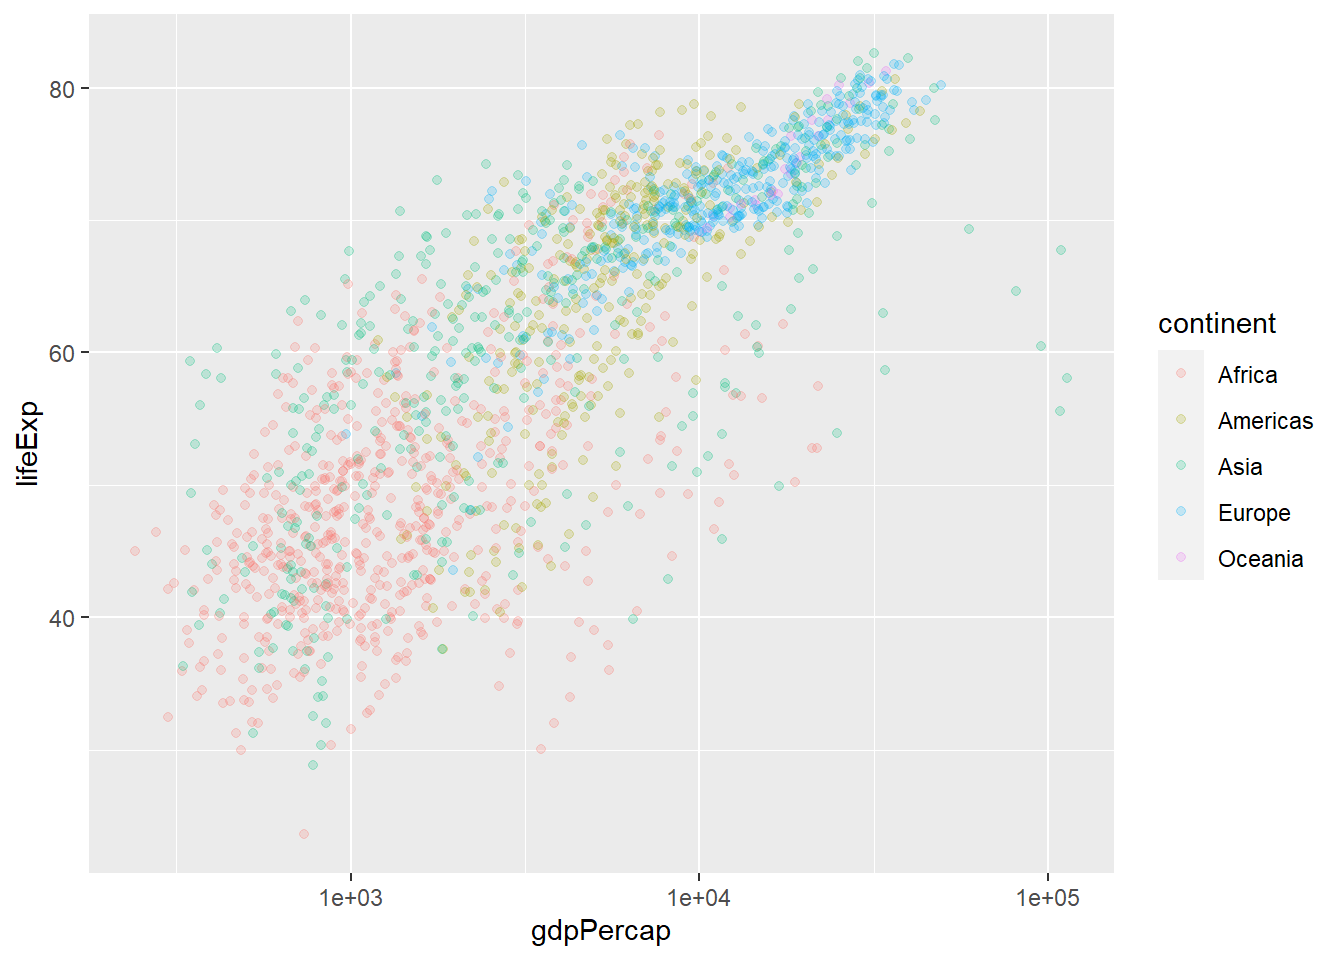 80
60
40
lifeExp
1e+03
1e+04
1e+05
gdpPercap
continent
Africa
Americas
Asia
Europe
Oceania